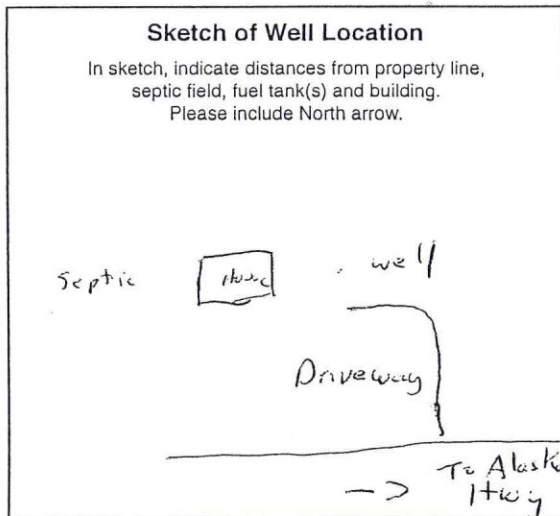 Sketch of Well Location
In sketch, indicate distances from property line,
septic field, fuel tank(s) and building.
Please include North arrow.
Septic House . well
Driveway
To Alaska
Hwy